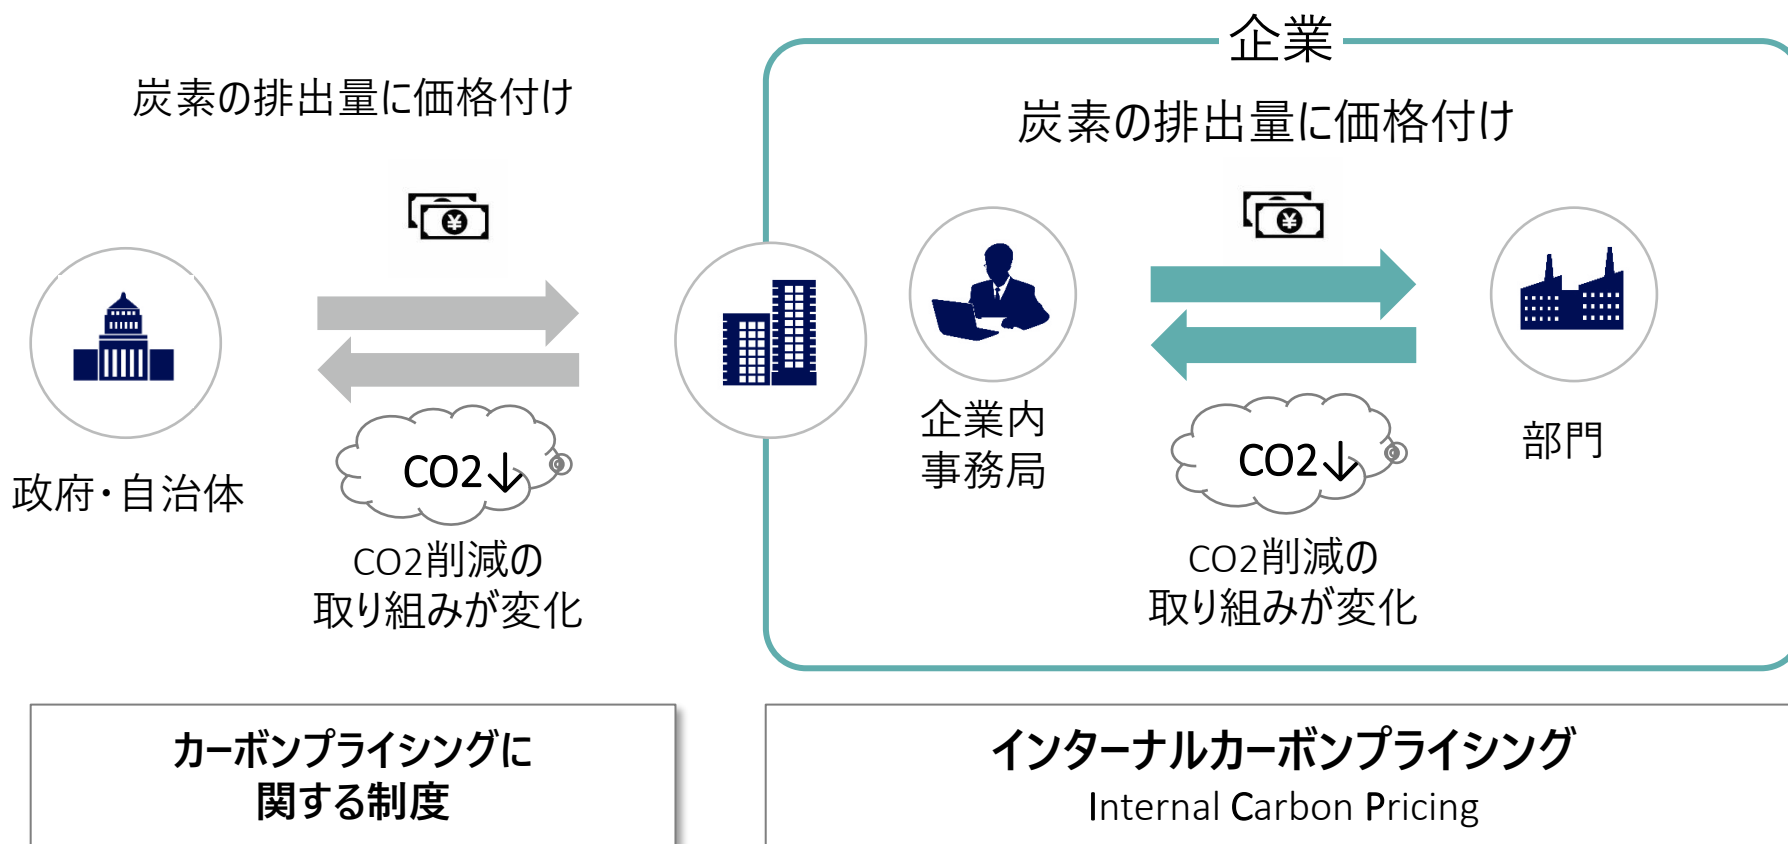 企業
炭素の排出量に価格付け
¥
政府・自治体
CO2↓
CO2削減の
取り組みが変化
炭素の排出量に価格付け
¥
企業内
事務局
部門
CO2↓
CO2削減の
取り組みが変化
カーボンプライシングに
関する制度
インターナルカーボンプライシング
Internal Carbon Pricing